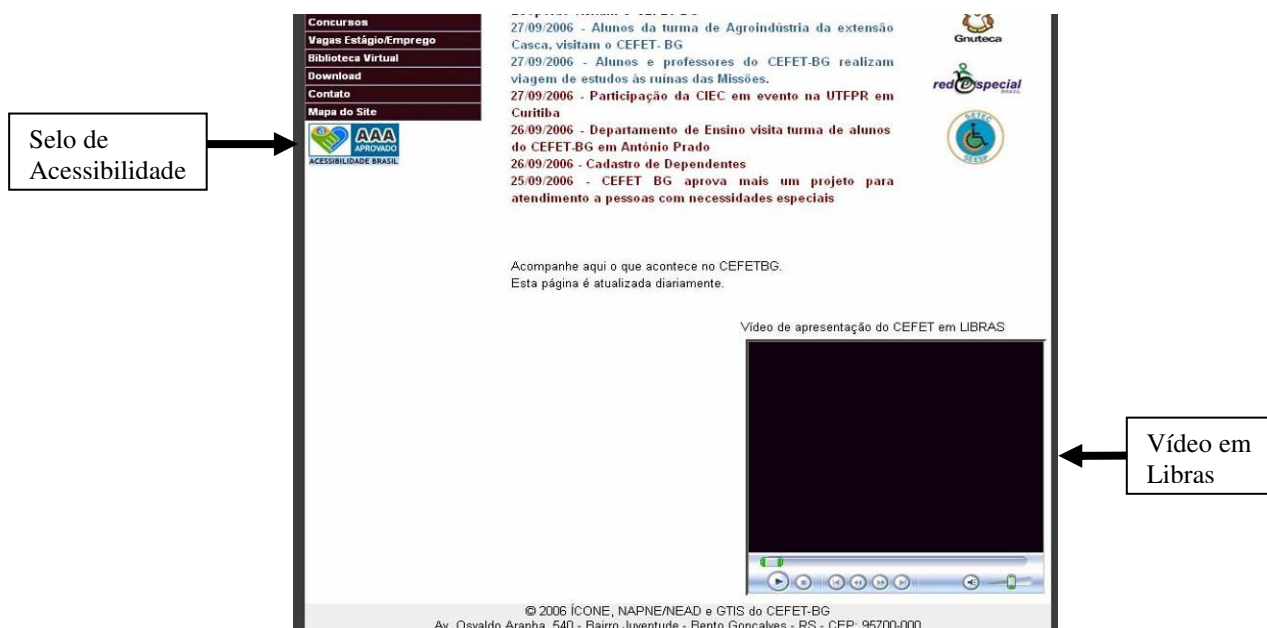 Concursos
Vagas Estágio/Emprego
Biblioteca Virtual
Download
Contato
Mapa do Site
AAA
APROVADO
ACESSIBILIDADE BRASIL
Selo de
Acessibilidade
27/09/2006 - Alunos da turma de Agroindústria da extensão
Casca, visitam o CEFET- BG
27/09/2006 - Alunos e professores do CEFET-BG realizam
viagem de estudos às ruínas das Missões.
27/09/2006 - Participação da CIEC em evento na UTFPR em
Curitiba
26/09/2006 - Departamento de Ensino visita turma de alunos
do CEFET-BG em Antônio Prado
26/09/2006 - Cadastro de Dependentes
25/09/2006 - CEFET BG aprova mais um projeto para
atendimento a pessoas com necessidades especiais
Gnuteca
redespecial
BRASIL
SETEC
SEESP
Acompanhe aqui o que acontece no CEFETBG.
Esta página é atualizada diariamente.
Vídeo de apresentação do CEFET em LIBRAS
Vídeo em
Libras
© 2006 ÍCONE, NAPNE/NEAD e GTIS do CEFET-BG
Av. Osvaldo Aranha, 540 - Bairro Juventude - Bento Gonçalves - RS - CEP: 95700-000